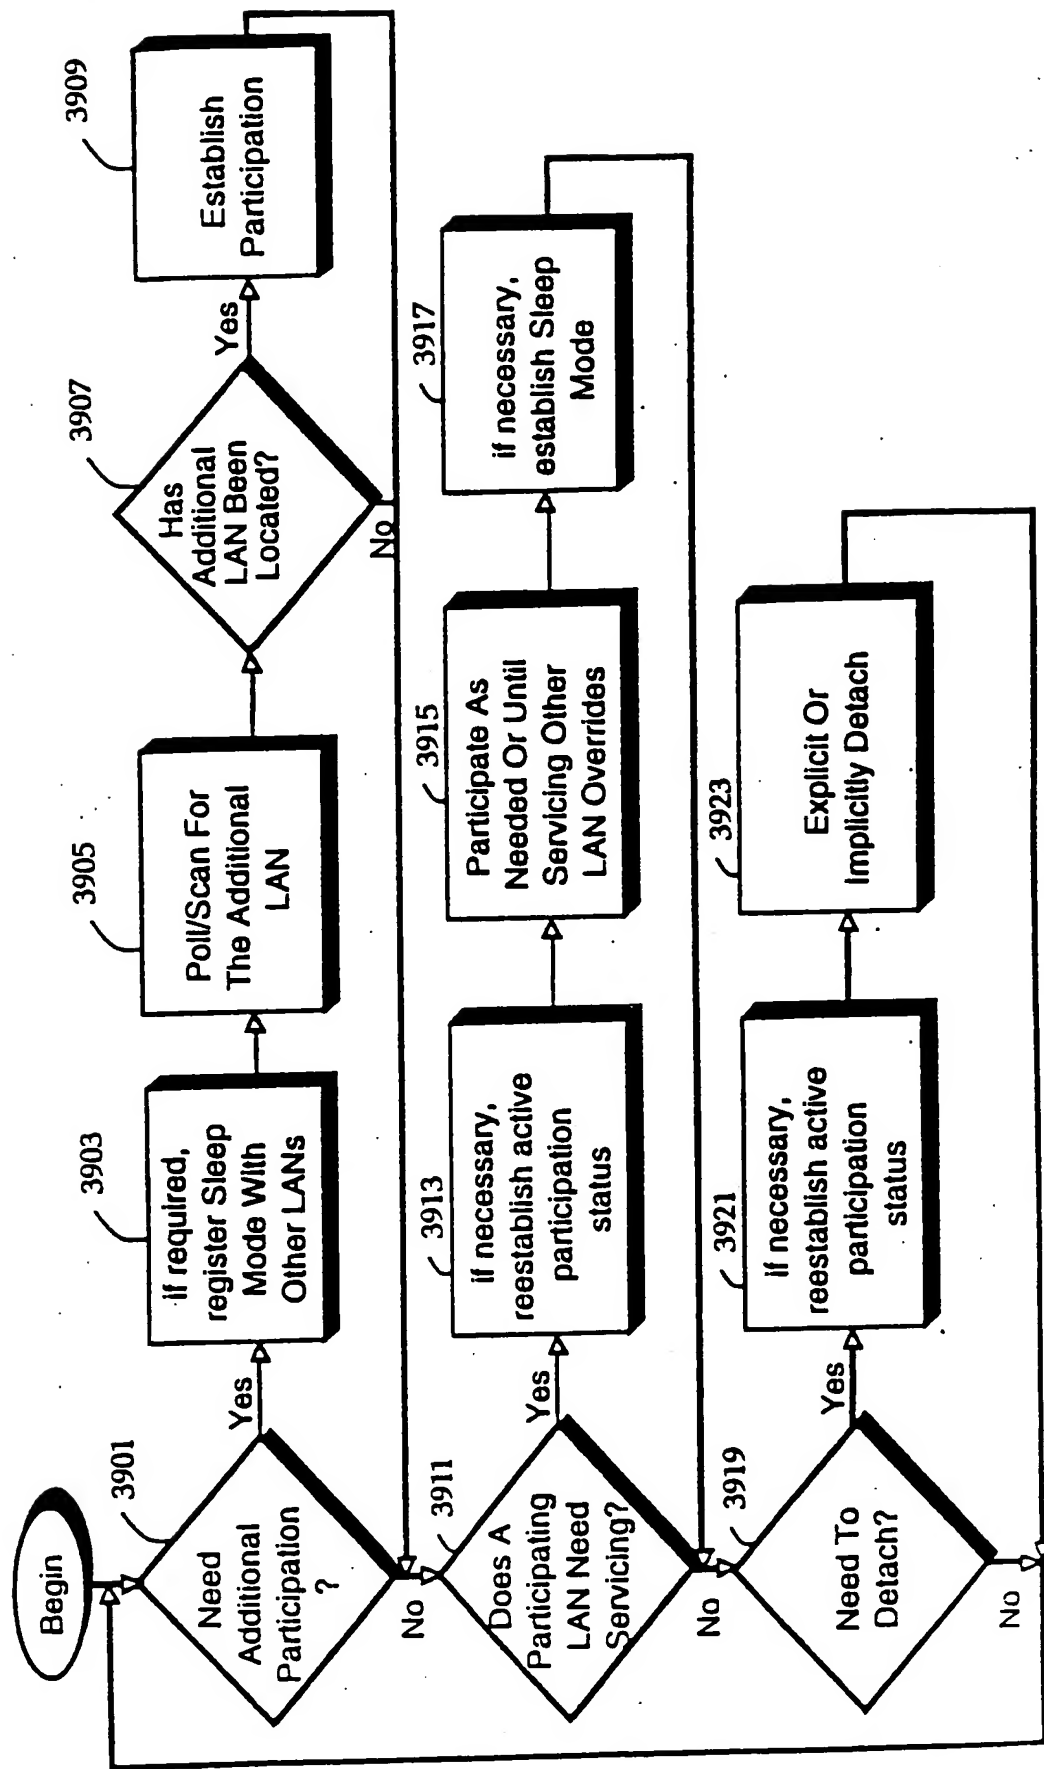 Begin
3901
Need
Additional
Participation
?
Yes
No
3903
If required,
register Sleep
Mode With
Other LANs
3905
Poll/Scan For
The Additional
LAN
3907
Has
Additional
LAN Been
Located?
Yes
No
3909
Establish
Participation
3911
Does A
Participating
LAN Need
Servicing?
Yes
No
3913
if necessary,
reestablish active
participation
status
3915
Participate As
Needed Or Until
Servicing Other
LAN Overrides
3917
if necessary,
establish Sleep
Mode
3919
Need To
Detach?
Yes
No
3921
if necessary,
reestablish active
participation
status
3923
Explicit Or
Implicitly Detach